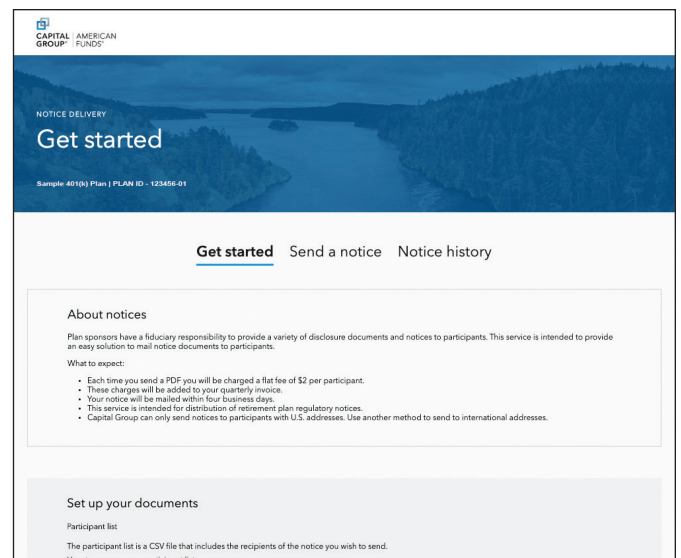 CAPITAL AMERICAN
GROUP® FUNDS®
NOTICE DELIVERY
Get started
Sample 401(k) Plan | PLAN ID - 123456-01
Get started Send a notice Notice history
About notices
Plan sponsors have a fiduciary responsibility to provide a variety of disclosure documents and notices to participants. This service is intended to provide
an easy solution to mail notice documents to participants.
What to expect:
• Each time you send a PDF you will be charged a flat fee of $2 per participant.
• These charges will be added to your quarterly invoice.
• Your notice will be mailed within four business days.
• This service is intended for distribution of retirement plan regulatory notices.
• Capital Group can only send notices to participants with U.S. addresses. Use another method to send to international addresses.
Set up your documents
Participant list
The participant list is a CSV file that includes the recipients of the notice you wish to send.